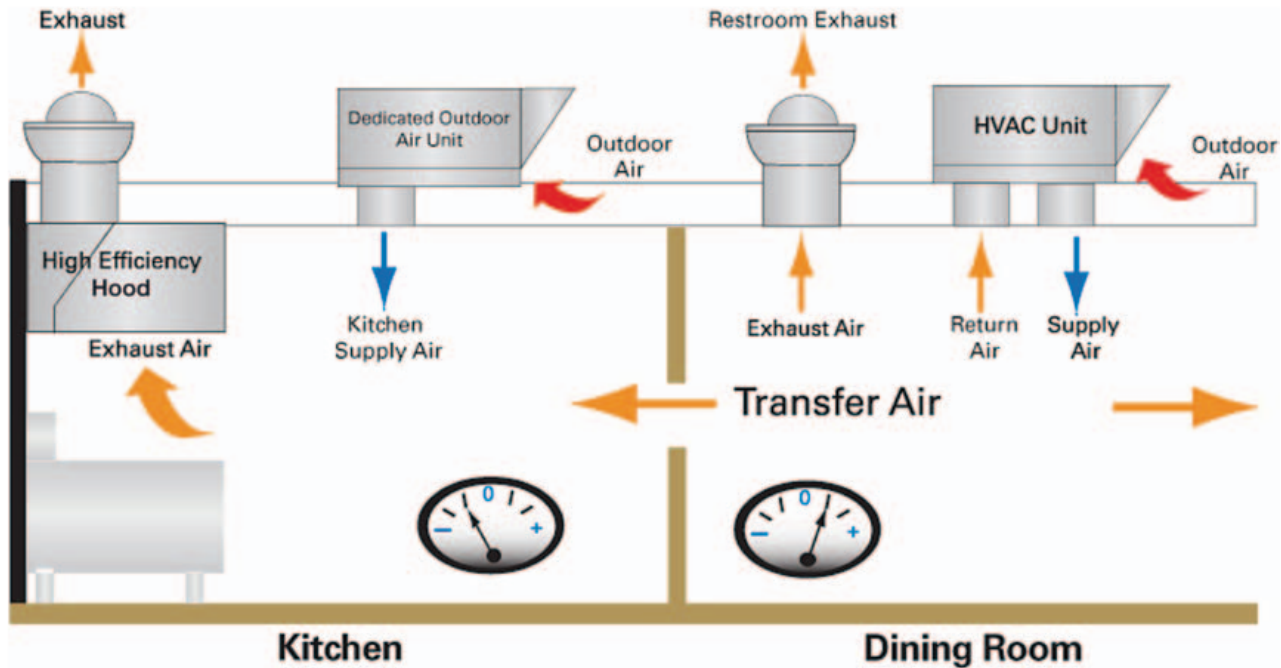 Exhaust
Restroom Exhaust
Dedicated Outdoor
Air Unit
HVAC Unit
Outdoor
Air
Outdoor
Air
High Efficiency
Hood
Exhaust Air
Kitchen
Supply Air
Exhaust Air
Return
Air
Supply
Air
Transfer Air
0
− +
0
− +
Kitchen
Dining Room